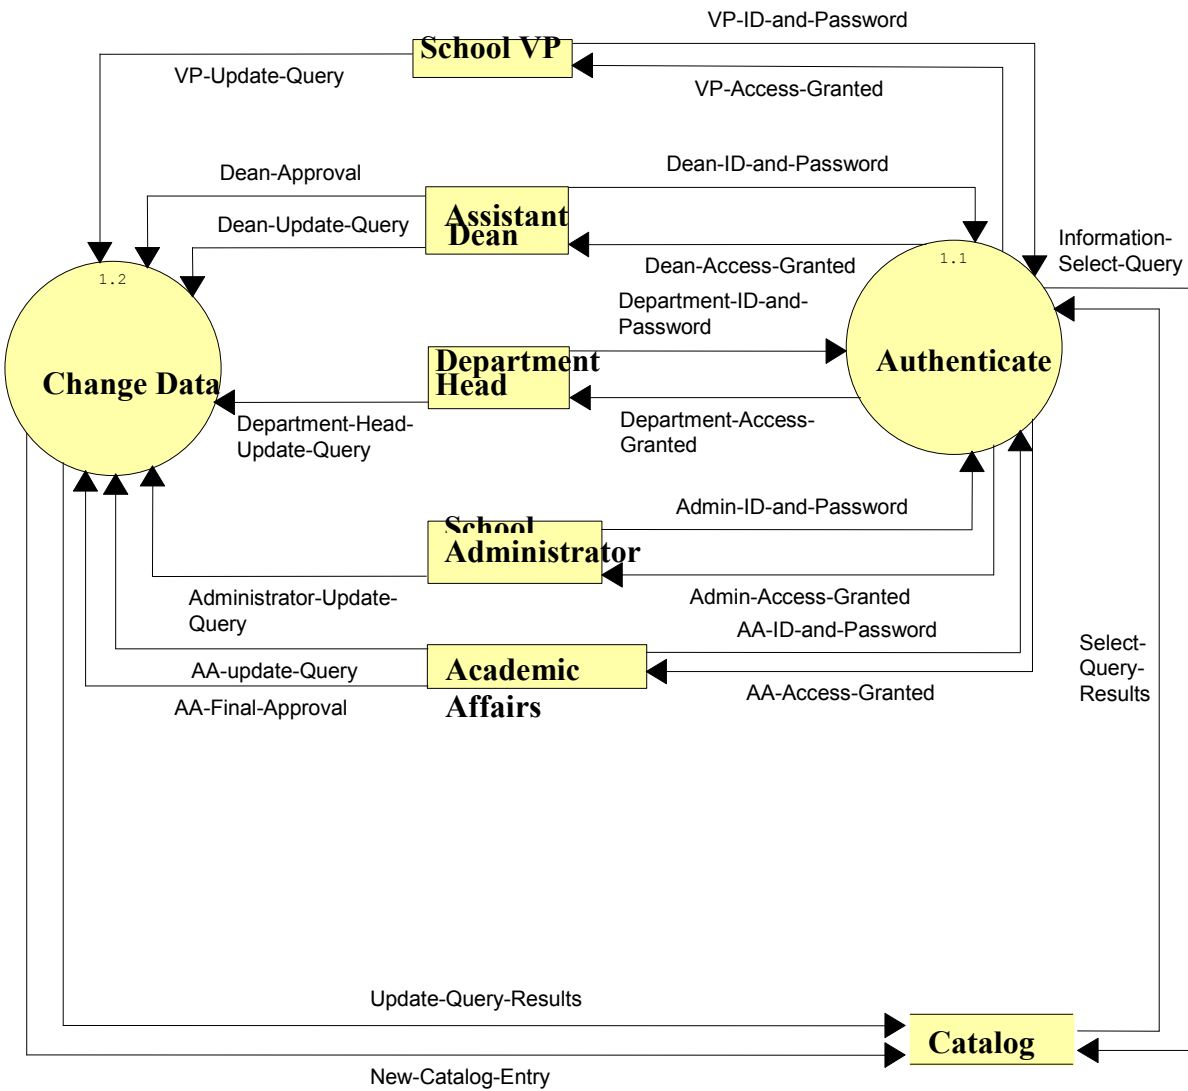 VP-ID-and-Password
School VP
VP-Update-Query
VP-Access-Granted
Dean-Approval
Dean-ID-and-Password
Assistant
Dean
Dean-Update-Query
Information-
Select-Query
Dean-Access-Granted
1.1
1.2
Department-ID-and-
Password
Department
Head
Authenticate
Change Data
Department-Head-
Update-Query
Department-Access-
Granted
Admin-ID-and-Password
School
Administrator
Administrator-Update-
Query
Admin-Access-Granted
AA-ID-and-Password
Select-
Query-
Results
AA-update-Query
Academic
Affairs
AA-Access-Granted
AA-Final-Approval
Update-Query-Results
Catalog
New-Catalog-Entry